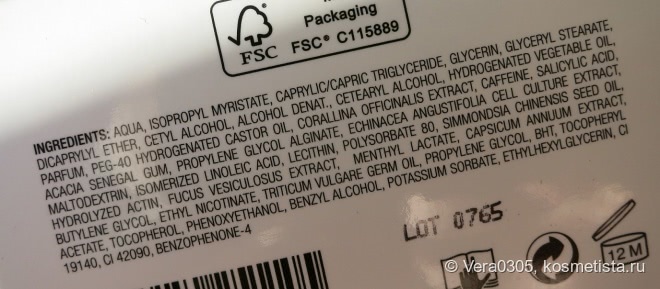 Packaging
FSC
FSC® C115889
INGREDIENTS: AQUA, ISOPROPYL MYRISTATE, CAPRYLIC/CAPRIC TRIGLYCERIDE, GLYCERIN, GLYCERYL STEARATE,
DICAPRYLYL ETHER, CETYL ALCOHOL, ALCOHOL DENAT., CETEARYL ALCOHOL, HYDROGENATED VEGETABLE OIL,
PARFUM, PEG-40 HYDROGENATED CASTOR OIL, CORALLINA OFFICINALIS EXTRACT, CAFFEINE, SALICYLIC ACID,
ACACIA SENEGAL GUM, PROPYLENE GLYCOL ALGINATE, ECHINACEA ANGUSTIFOLIA CELL CULTURE EXTRACT,
MALTODEXTRIN, ISOMERIZED LINOLEIC ACID, LECITHIN, POLYSORBATE 80, SIMMONDSIA CHINENSIS SEED OIL,
HYDROLYZED ACTIN, FUCUS VESICULOSUS EXTRACT, MENTHYL LACTATE, CAPSICUM ANNUUM EXTRACT,
BUTYLENE GLYCOL, ETHYL NICOTINATE, TRITICUM VULGARE GERM OIL, PROPYLENE GLYCOL, BHT, TOCOPHERYL
ACETATE, TOCOPHEROL, PHENOXYETHANOL, BENZYL ALCOHOL, POTASSIUM SORBATE, ETHYLHEXYLGLYCERIN, CI
19140, CI 42090, BENZOPHENONE-4
LOT 0765
12 M
© Vera0305, kosmetista.ru